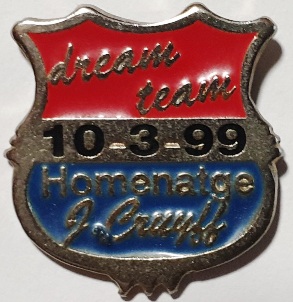 dream
team
10-3-99
Homenatge
J. Cruyff